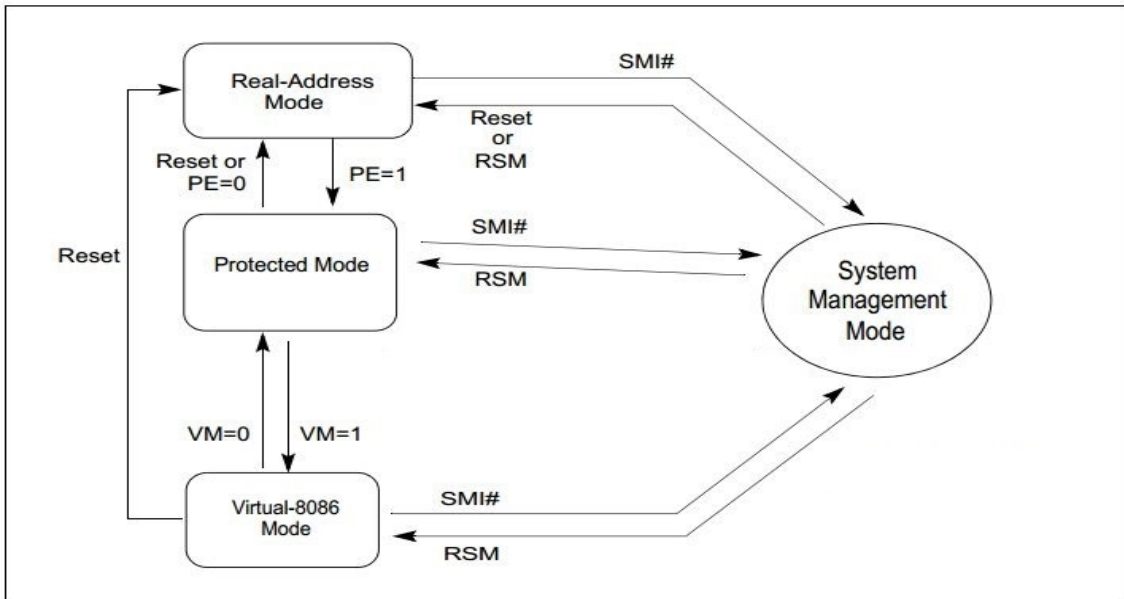 Real-Address
Mode
SMI#
Reset
or
RSM
Reset or
PE=0
PE=1
SMI#
RSM
Reset
Protected Mode
System
Management
Mode
VM=0
VM=1
Virtual-8086
Mode
SMI#
RSM